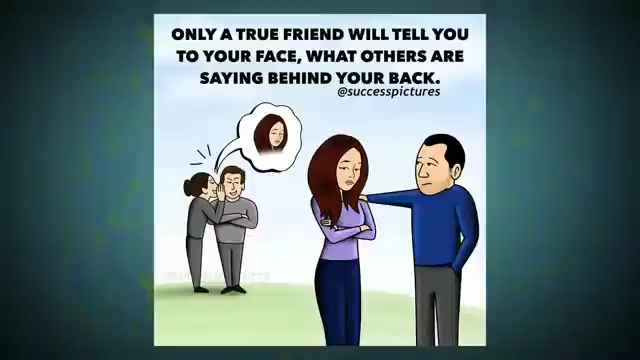 ONLY A TRUE FRIEND WILL TELL YOU
TO YOUR FACE, WHAT OTHERS ARE
SAYING BEHIND YOUR BACK.
@successpictures